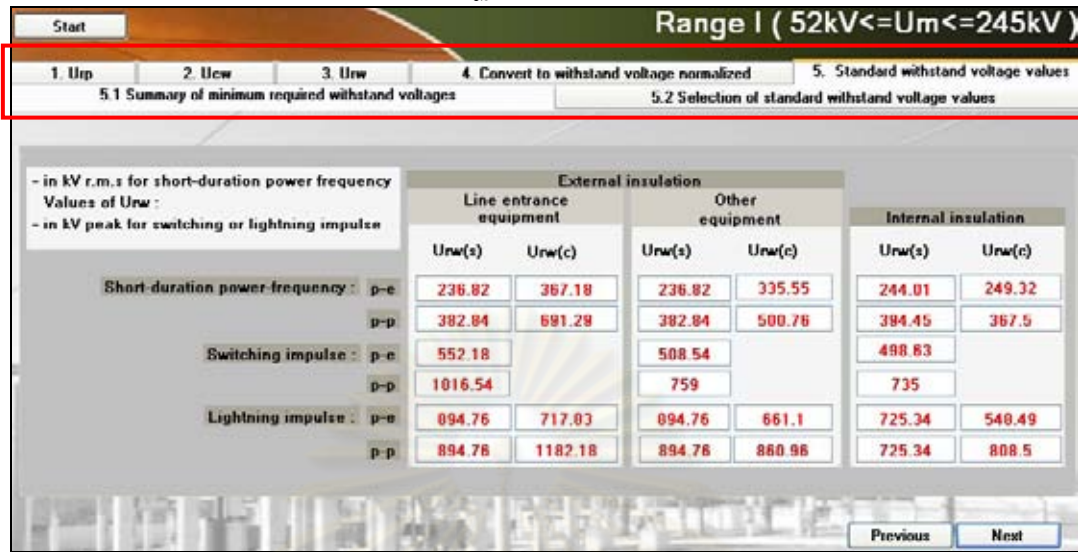 Start
Range I ( 52kV<=Um<=245kV )
1. Urp 2. Ucw 3. Urw 4. Convert to withstand voltage normalized 5. Standard withstand voltage values
5.1 Summary of minimum required withstand voltages 5.2 Selection of standard withstand voltage values
- in kV r.m.s for short-duration power frequency
Values of Urw :
- in kV peak for switching or lightning impulse
External insulation
Line entrance equipment Other equipment Internal insulation
Urw(s) Urw(c) Urw(s) Urw(c) Urw(s) Urw(c)
Short-duration power-frequency : p-e 236.82 367.18 236.82 335.55 244.01 249.32
p-p 382.84 691.29 382.84 500.76 394.45 367.5
Switching impulse : p-e 552.18 508.54 498.63
p-p 1016.54 759 735
Lightning impulse : p-e 894.76 717.83 894.76 661.1 725.34 548.49
p-p 894.76 1182.18 894.76 860.96 725.34 808.5
Previous Next